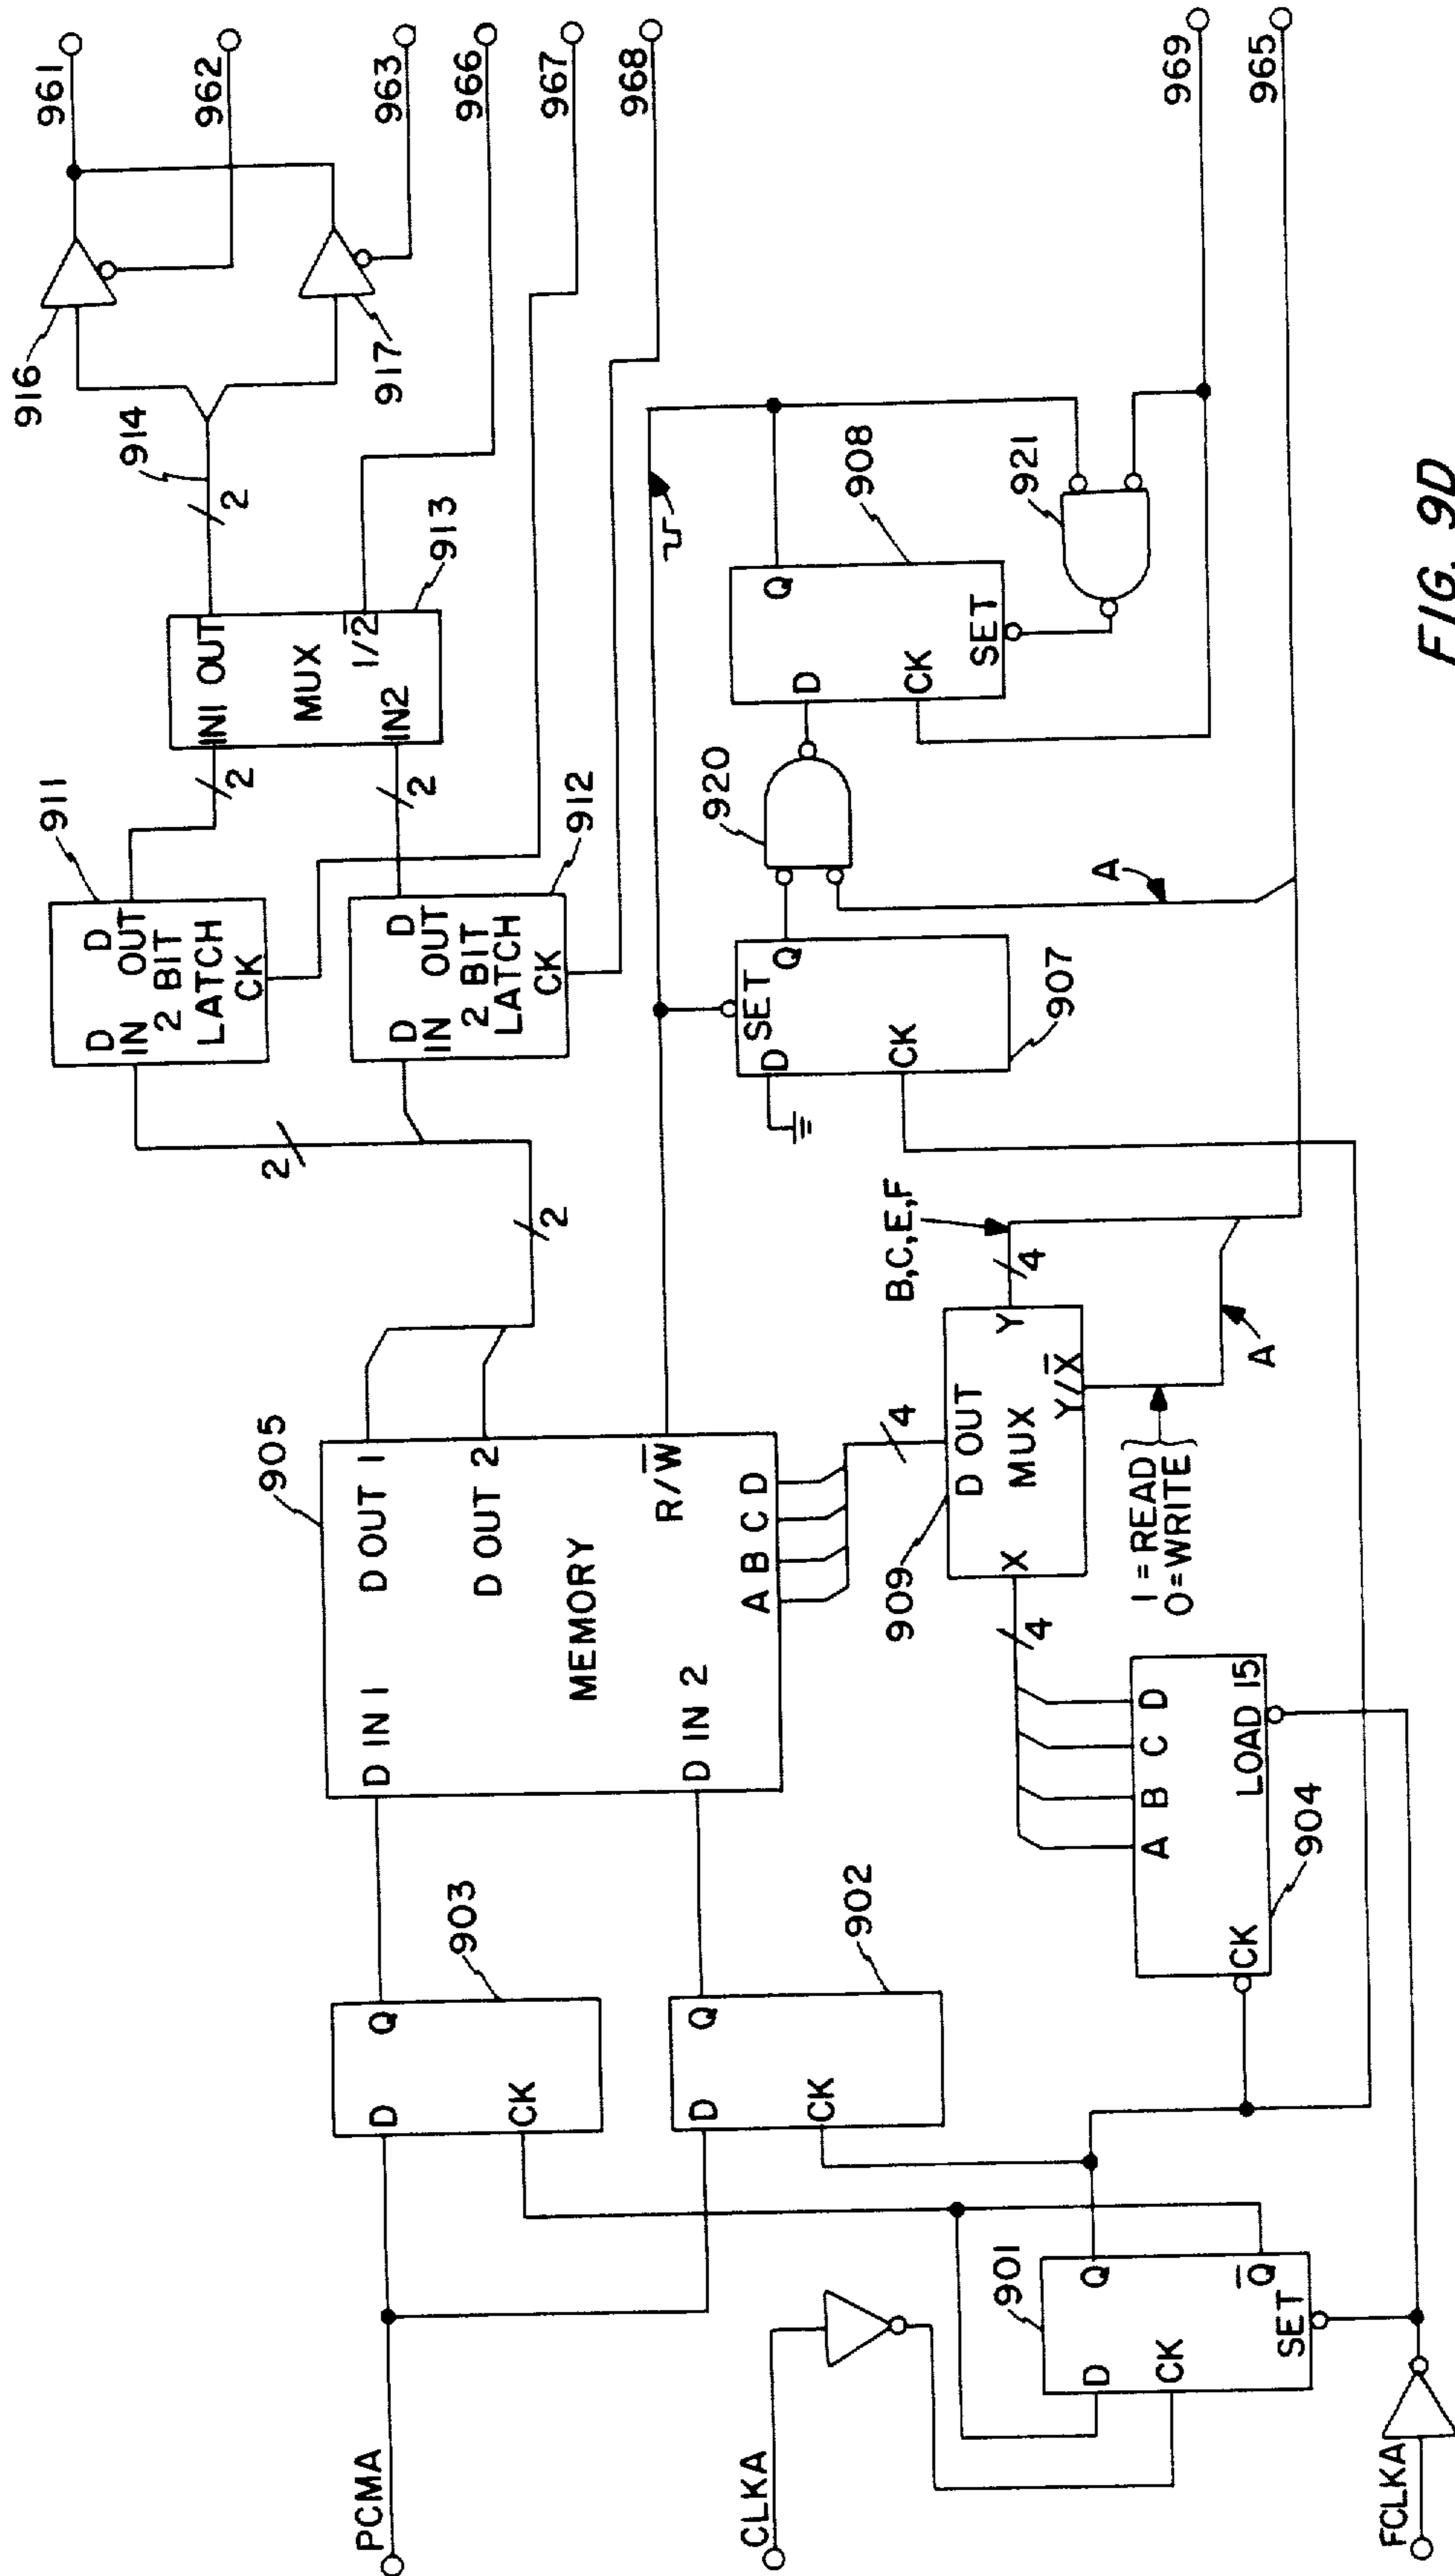 961
962
963
966
967
968
969
965
916
917
914
2
913
IN1 OUT
MUX
1/2̅
IN2
2
2
911
D IN
D OUT
2 BIT
LATCH
CK
912
D IN
D OUT
2 BIT
LATCH
CK
2
2
905
D IN 1
D OUT 1
D OUT 2
MEMORY
D IN 2
R/W̅
A B C D
903
D
Q
CK
902
D
Q
CK
908
Q
D
CK
SET
921
920
A
907
SET
D
Q
CK
B,C,E,F
4
4
909
D OUT
X
MUX
Y
Y/X̅
A
1 = READ
0 = WRITE
4
A B C D
LOAD 15
CK
904
901
Q
Q̅
D
CK
SET
PCMA
CLKA
FCLKA
FIG. 9D